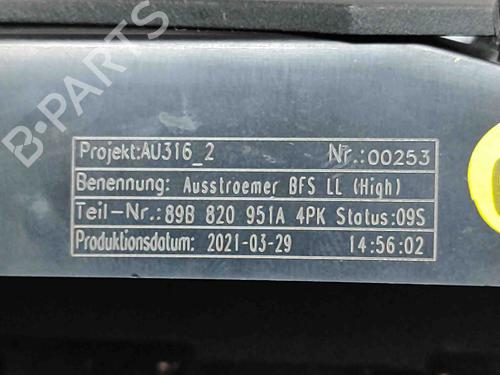 B-PARTS
Projekt:AU316_2 Nr.:00253
Benennung: Ausstroemer BFS LL (High)
Teil-Nr.:89B 820 951A 4PK Status:09S
Produktionsdatum: 2021-03-29 14:56:02